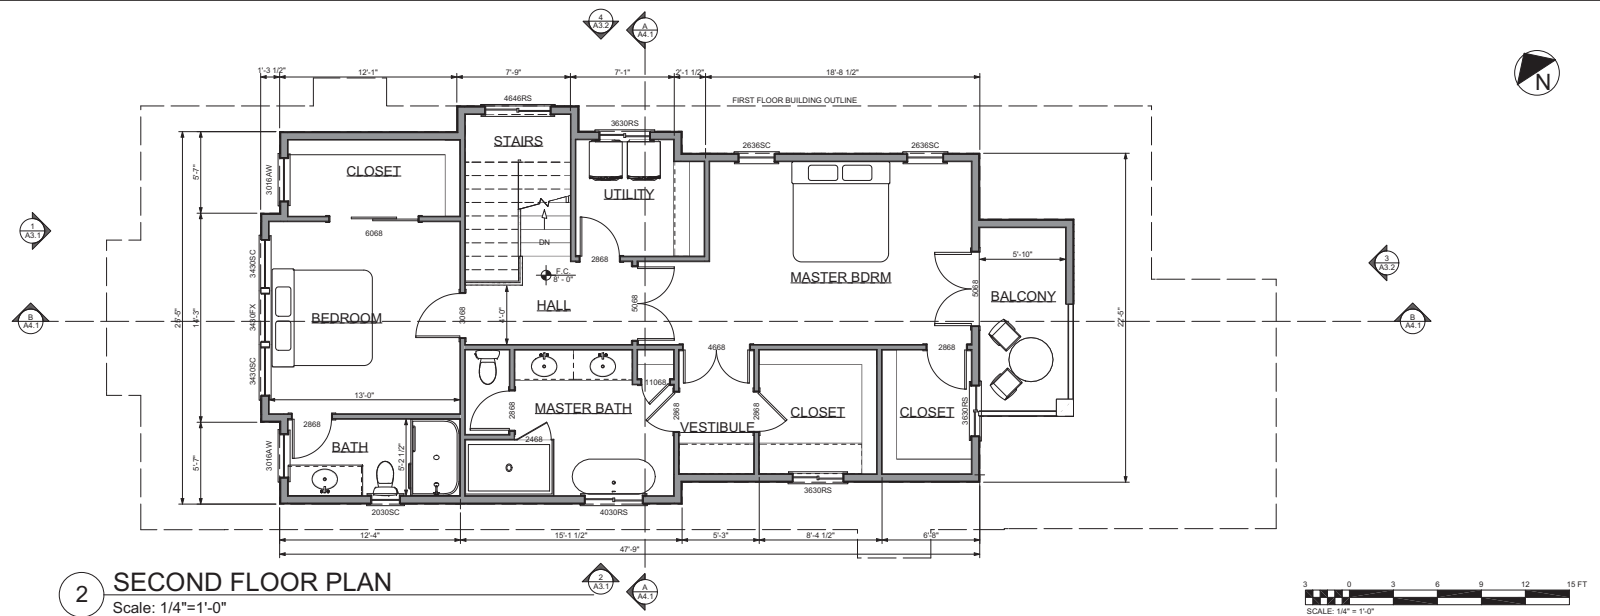 4
A3.2
A
A4.1
1'-3 1/2"
12'-1"
7'-9"
7'-1"
2'-1 1/2"
18'-8 1/2"
N
4646RS
FIRST FLOOR BUILDING OUTLINE
3630RS
STAIRS
2636SC
2636SC
5'-7"
3016AW
CLOSET
UTILITY
1
A3.1
6068
DN
2868
5'-10"
3
A3.2
3430SC
F.C.
8' - 0"
MASTER BDRM
BALCONY
5068
5068
HALL
14'-3"
3430FX
BEDROOM
3068
4'-0"
22'-5"
B
A4.1
B
A4.1
4668
2868
3430SC
11068
13'-0"
2868
MASTER BATH
2868
2868
CLOSET
CLOSET
3630RS
2868
VESTIBULE
BATH
2468
5'-2 1/2"
3016AW
5'-7"
3630RS
2030SC
4030RS
12'-4"
15'-1 1/2"
5'-3"
8'-4 1/2"
6'-8"
47'-9"
2
SECOND FLOOR PLAN
Scale: 1/4"=1'-0"
2
A3.1
A
A4.1
3 0 3 6 9 12 15 FT
SCALE: 1/4" = 1'-0"